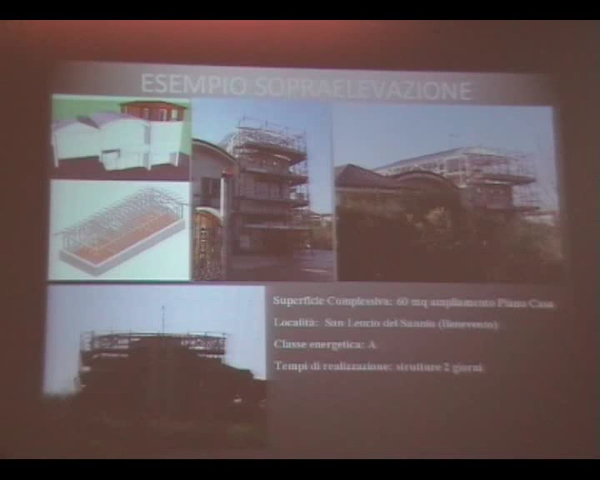 ESEMPIO SOPRAELEVAZIONE
Superficie Complessiva: 60 mq ampliamento Piano Casa
Località: San Leucio del Sannio (Benevento)
Classe energetica: A
Tempi di realizzazione: strutture 2 giorni